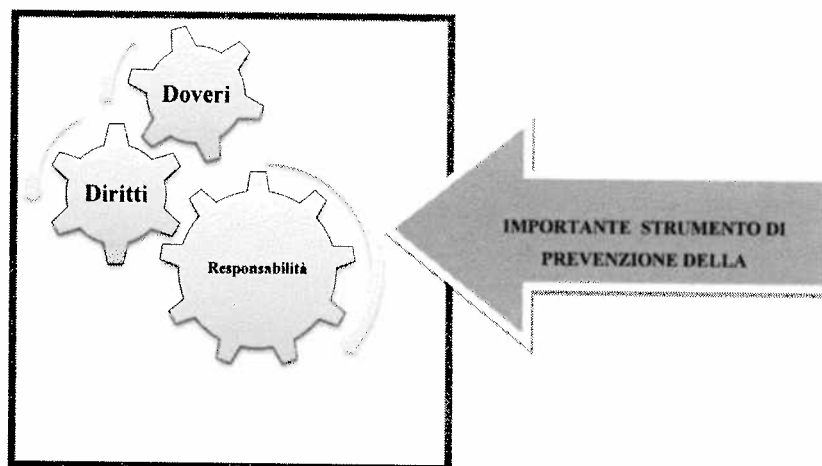 Doveri
Diritti
Responsabilità
IMPORTANTE STRUMENTO DI
PREVENZIONE DELLA